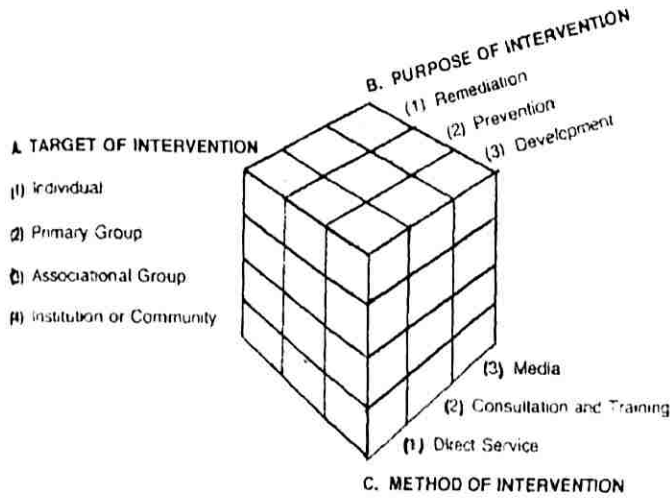 B. PURPOSE OF INTERVENTION
(1) Remediation
(2) Prevention
(3) Development
A TARGET OF INTERVENTION
(1) Individual
(2) Primary Group
(3) Associational Group
(4) Institution or Community
(3) Media
(2) Consultation and Training
(1) Direct Service
C. METHOD OF INTERVENTION